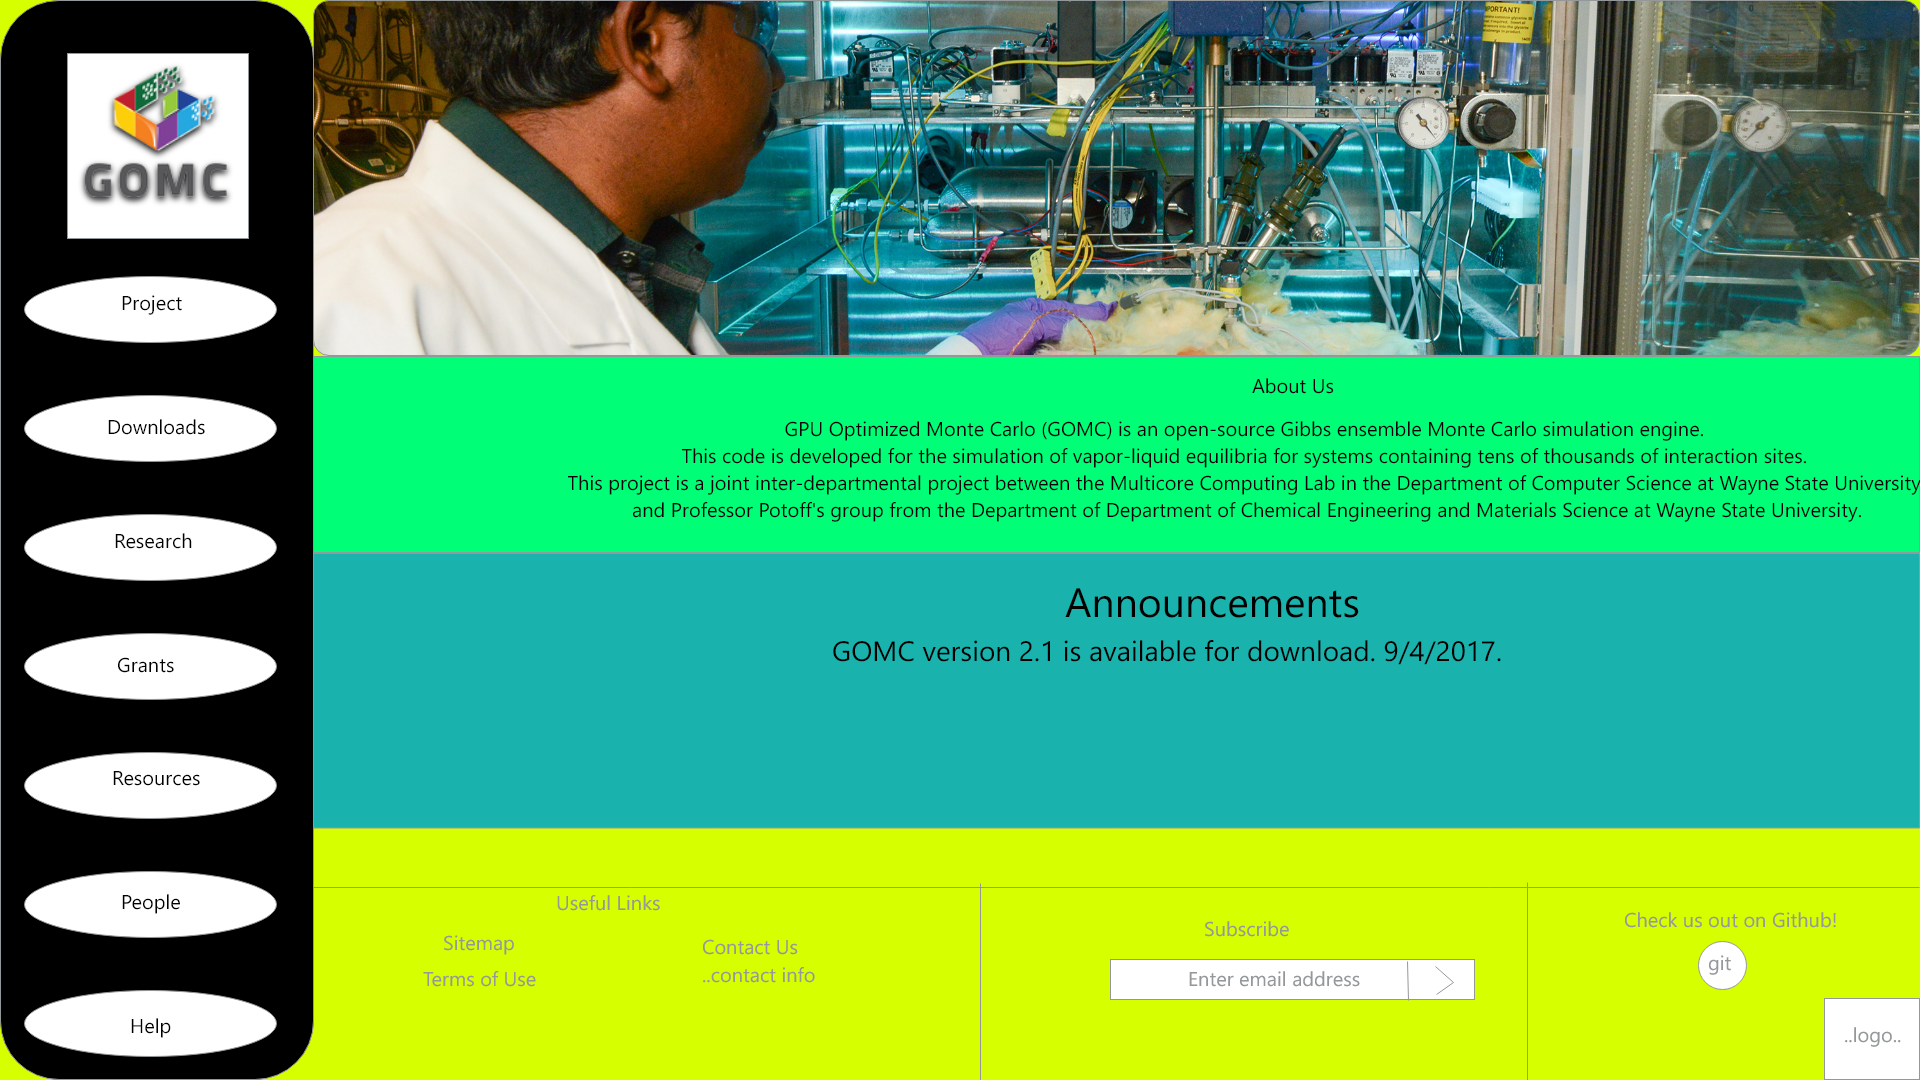 GOMC
Project
Downloads
Research
Grants
Resources
People
Help
PORTANT!
About Us
GPU Optimized Monte Carlo (GOMC) is an open-source Gibbs ensemble Monte Carlo simulation engine.
This code is developed for the simulation of vapor-liquid equilibria for systems containing tens of thousands of interaction sites.
This project is a joint inter-departmental project between the Multicore Computing Lab in the Department of Computer Science at Wayne State University
and Professor Potoff's group from the Department of Department of Chemical Engineering and Materials Science at Wayne State University.
Announcements
GOMC version 2.1 is available for download. 9/4/2017.
Useful Links
Sitemap
Terms of Use
Contact Us
..contact info
Subscribe
Enter email address
Check us out on Github!
git
..logo..